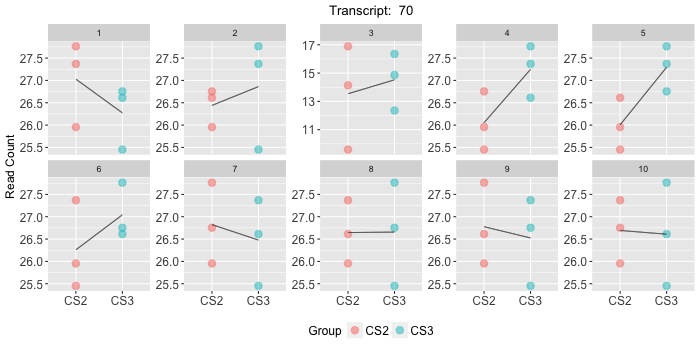 Transcript: 70
1 2 3 4 5
27.5 27.5 17 27.5 27.5
27.0 27.0 15 27.0 27.0
26.5 26.5 13 26.5 26.5
26.0 26.0 11 26.0 26.0
25.5 25.5 25.5 25.5
Read Count
6 7 8 9 10
27.5 27.5 27.5 27.5 27.5
27.0 27.0 27.0 27.0 27.0
26.5 26.5 26.5 26.5 26.5
26.0 26.0 26.0 26.0 26.0
25.5 25.5 25.5 25.5 25.5
CS2 CS3 CS2 CS3 CS2 CS3 CS2 CS3 CS2 CS3
Group CS2 CS3